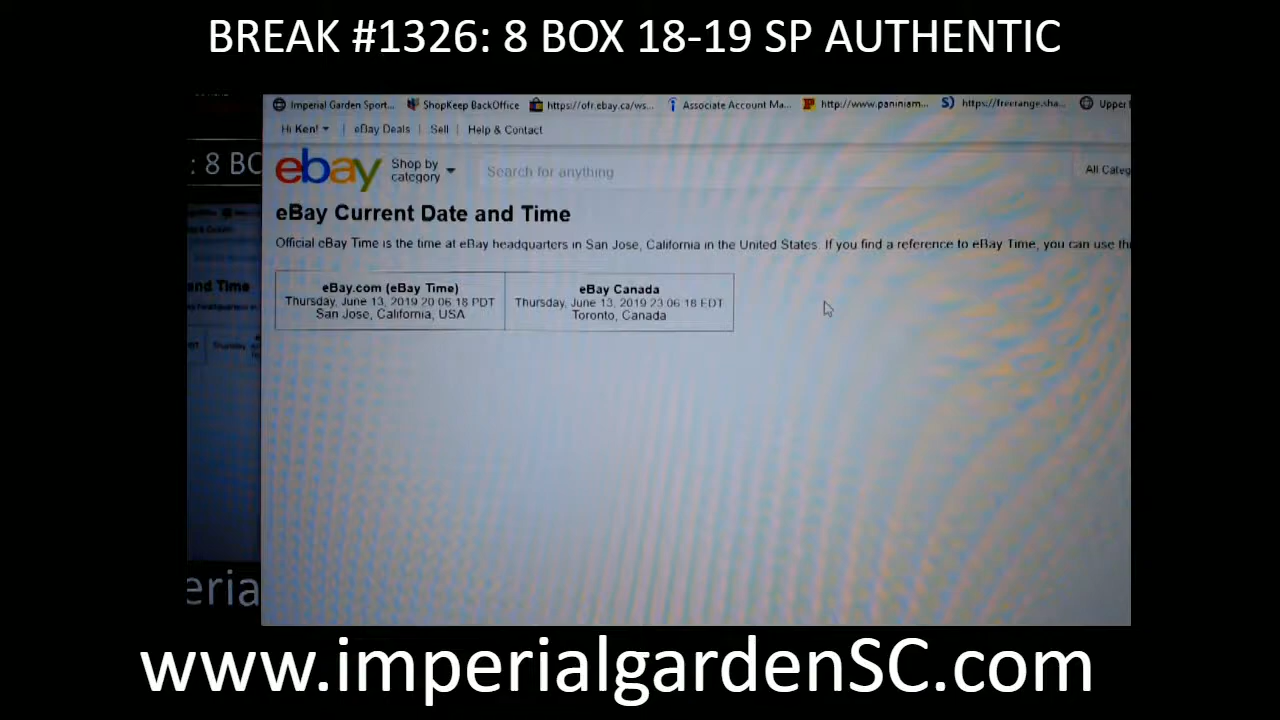 BREAK #1326: 8 BOX 18-19 SP AUTHENTIC
Imperial Garden Sport... ShopKeep BackOffice https://ofr.ebay.ca/ws... Associate Account Ma... http://www.paniniam... https://freerange.sha... Upper
Hi Ken! | eBay Deals | Sell | Help & Contact
: 8 BO
ebay Shop by category Search for anything All Categ
eBay Current Date and Time
Official eBay Time is the time at eBay headquarters in San Jose, California in the United States. If you find a reference to eBay Time, you can use th
and Time
eBay.com (eBay Time) eBay Canada
Thursday, June 13, 2019 20:06:18 PDT Thursday, June 13, 2019 23:06:18 EDT
San Jose, California, USA Toronto, Canada
eria
www.imperialgardenSC.com